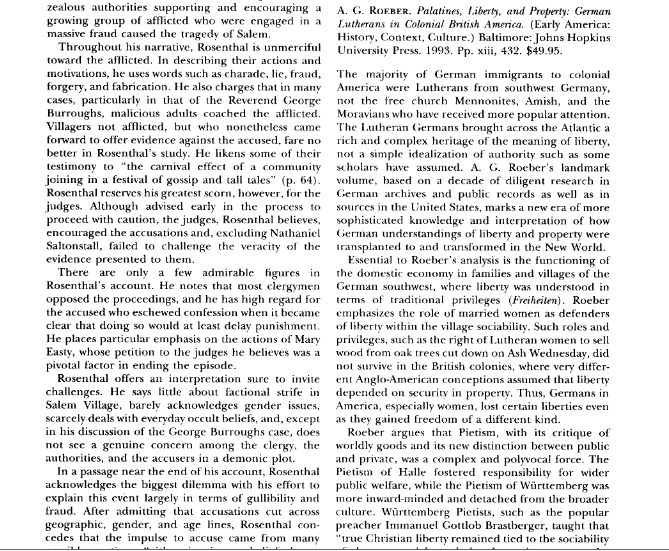 zealous authorities supporting and encouraging a
growing group of afflicted who were engaged in a
massive fraud caused the tragedy of Salem.
Throughout his narrative, Rosenthal is unmerciful
toward the afflicted. In describing their actions and
motivations, he uses words such as charade, lie, fraud,
forgery, and fabrication. He also charges that in many
cases, particularly in that of the Reverend George
Burroughs, malicious adults coached the afflicted.
Villagers not afflicted, but who nonetheless came
forward to offer evidence against the accused, fare no
better in Rosenthal's study. He likens some of their
testimony to "the carnival effect of a community
joining in a festival of gossip and tall tales" (p. 64).
Rosenthal reserves his greatest scorn, however, for the
judges. Although advised early in the process to
proceed with caution, the judges, Rosenthal believes,
encouraged the accusations and, excluding Nathaniel
Saltonstall, failed to challenge the veracity of the
evidence presented to them.
There are only a few admirable figures in
Rosenthal's account. He notes that most clergymen
opposed the proceedings, and he has high regard for
the accused who eschewed confession when it became
clear that doing so would at least delay punishment.
He places particular emphasis on the actions of Mary
Easty, whose petition to the judges he believes was a
pivotal factor in ending the episode.
Rosenthal offers an interpretation sure to invite
challenges. He says little about factional strife in
Salem Village, barely acknowledges gender issues,
scarcely deals with everyday occult beliefs, and, except
in his discussion of the George Burroughs case, does
not see a genuine concern among the clergy, the
authorities, and the accusers in a demonic plot.
In a passage near the end of his account, Rosenthal
acknowledges the biggest dilemma with his effort to
explain this event largely in terms of gullibility and
fraud. After admitting that accusations cut across
geographic, gender, and age lines, Rosenthal con-
cedes that the impulse to accuse came from many
A. G. ROEBER. Palatines, Liberty, and Property: German
Lutherans in Colonial British America. (Early America:
History, Context, Culture.) Baltimore: Johns Hopkins
University Press. 1993. Pp. xiii, 432. $49.95.
The majority of German immigrants to colonial
America were Lutherans from southwest Germany,
not the free church Mennonites, Amish, and the
Moravians who have received more popular attention.
The Lutheran Germans brought across the Atlantic a
rich and complex heritage of the meaning of liberty,
not a simple idealization of authority such as some
scholars have assumed. A. G. Roeber's landmark
volume, based on a decade of diligent research in
German archives and public records as well as in
sources in the United States, marks a new era of more
sophisticated knowledge and interpretation of how
German understandings of liberty and property were
transplanted to and transformed in the New World.
Essential to Roeber's analysis is the functioning of
the domestic economy in families and villages of the
German southwest, where liberty was understood in
terms of traditional privileges (Freiheiten). Roeber
emphasizes the role of married women as defenders
of liberty within the village sociability. Such roles and
privileges, such as the right of Lutheran women to sell
wood from oak trees cut down on Ash Wednesday, did
not survive in the British colonies, where very differ-
ent Anglo-American conceptions assumed that liberty
depended on security in property. Thus, Germans in
America, especially women, lost certain liberties even
as they gained freedom of a different kind.
Roeber argues that Pietism, with its critique of
worldly goods and its new distinction between public
and private, was a complex and polyvocal force. The
Pietism of Halle fostered responsibility for wider
public welfare, while the Pietism of Württemberg was
more inward-minded and detached from the broader
culture. Württemberg Pietists, such as the popular
preacher Immanuel Gottlob Brastberger, taught that
"true Christian liberty remained tied to the sociability